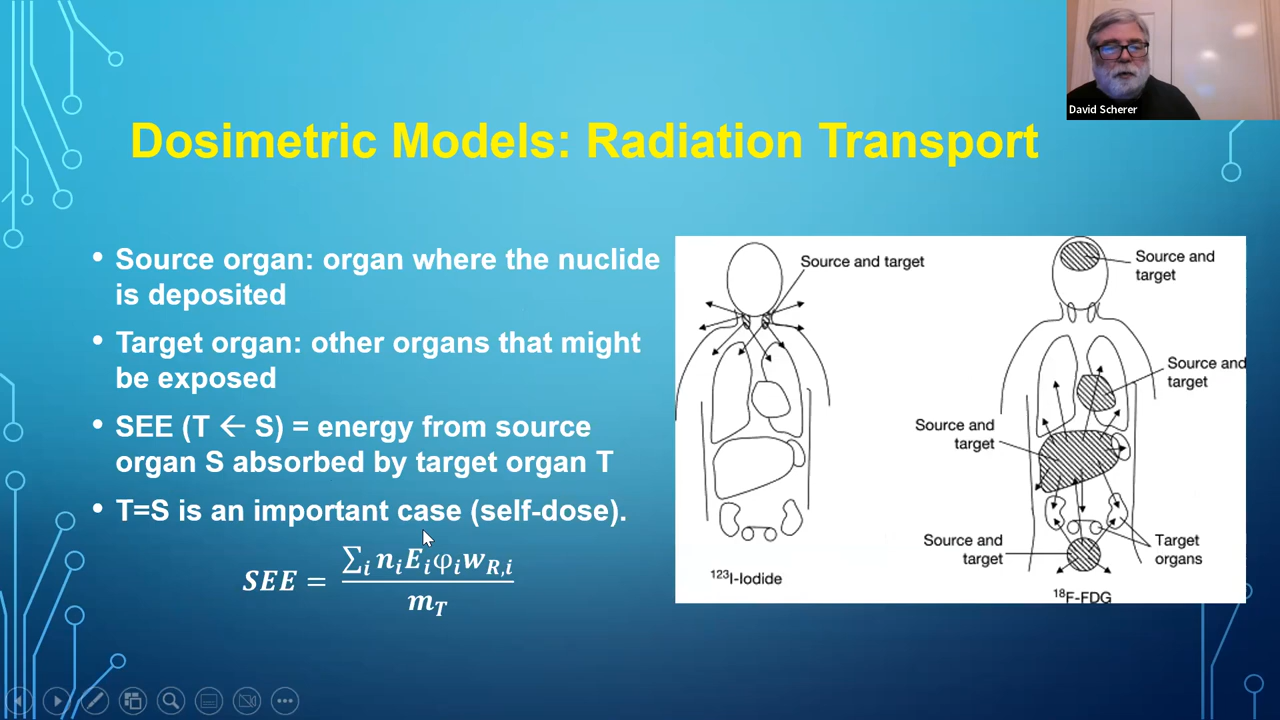 David Scherer
Dosimetric Models: Radiation Transport
• Source organ: organ where the nuclide
is deposited
• Target organ: other organs that might
be exposed
• SEE (T ← S) = energy from source
organ S absorbed by target organ T
• T=S is an important case (self-dose).
SEE = ∑ᵢ nᵢEᵢφᵢw_{R,i} / m_T
Source and target
¹²³I-Iodide
Source and
target
Source and
target
Source and
target
Source and
target
Target
organs
¹⁸F-FDG